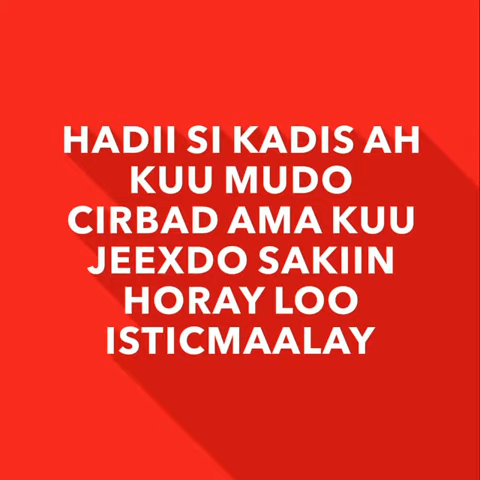 HADII SI KADIS AH
KUU MUDO
CIRBAD AMA KUU
JEEXDO SAKIIN
HORAY LOO
ISTICMAALAY